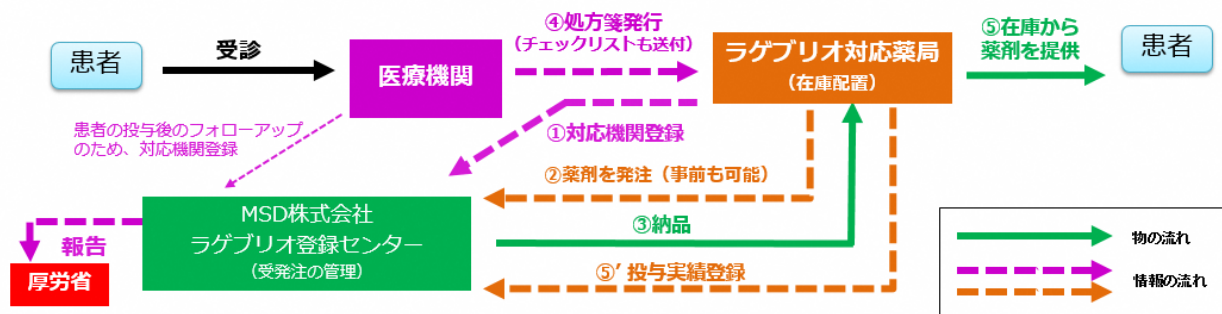 患者
受診
医療機関
④処方箋発行
（チェックリストも送付）
ラゲブリオ対応薬局
（在庫配置）
⑤在庫から
薬剤を提供
患者
患者の投与後のフォローアップ
のため、対応機関登録
①対応機関登録
②薬剤を発注（事前も可能）
MSD株式会社
ラゲブリオ登録センター
（受発注の管理）
③納品
⑤’投与実績登録
報告
厚労省
物の流れ
情報の流れ